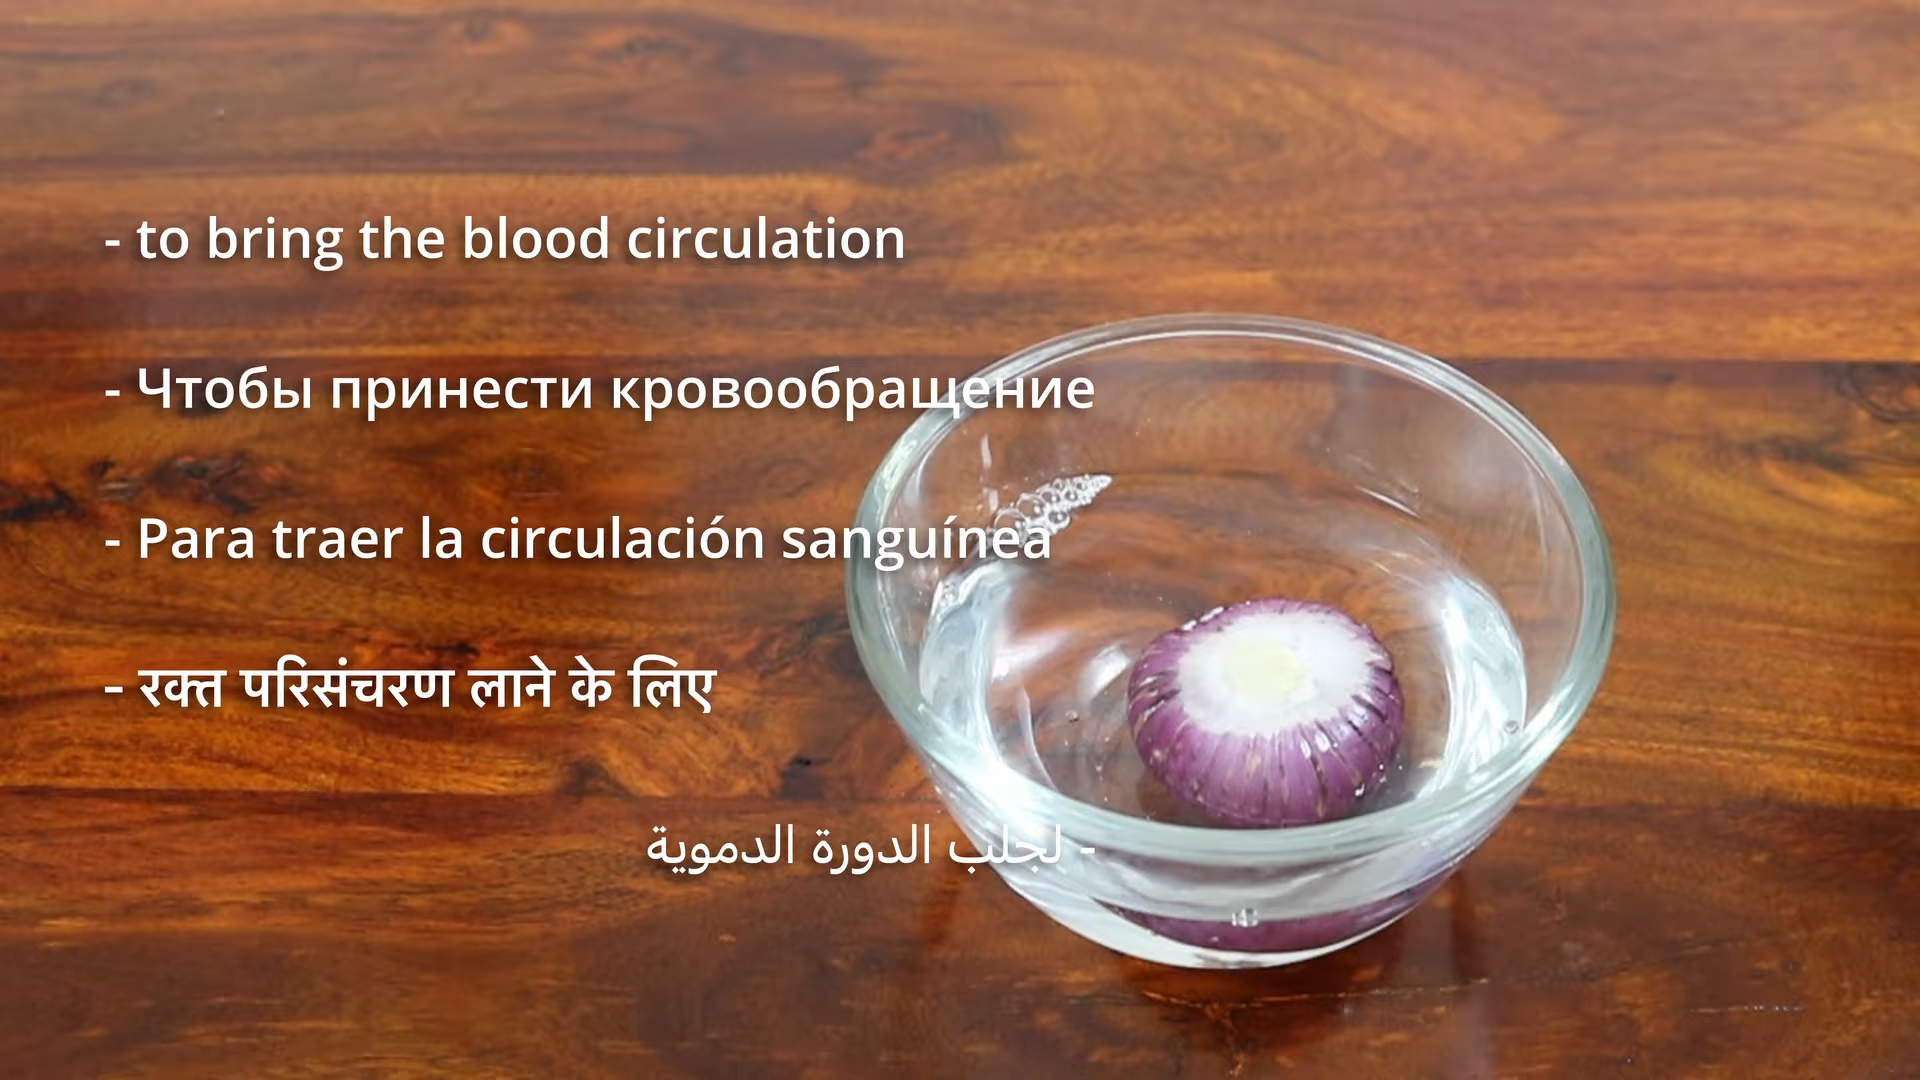 - to bring the blood circulation
- Чтобы принести кровообращение
- Para traer la circulación sanguínea
- रक्त परिसंचरण लाने के लिए
- لجلب الدورة الدموية